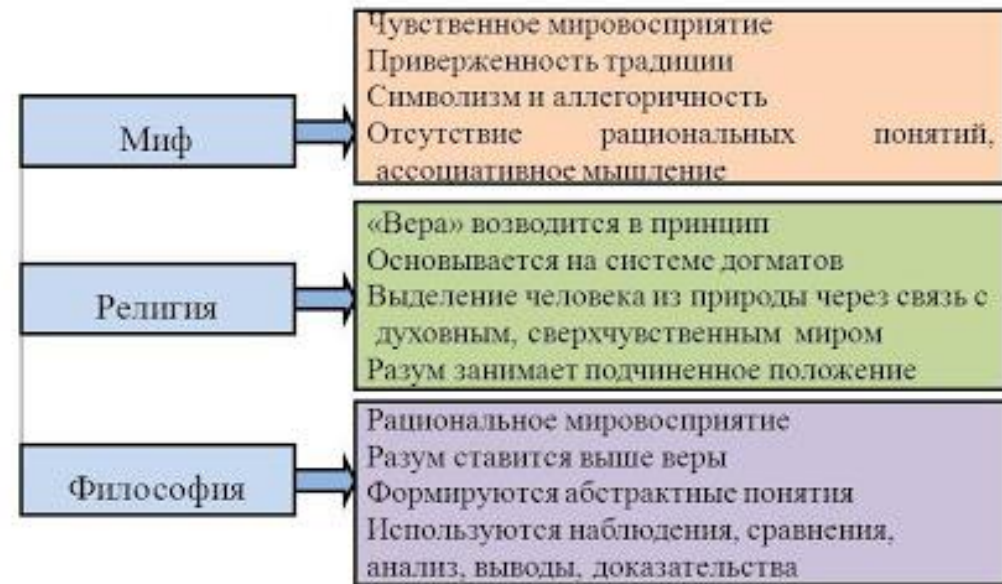 Миф
Чувственное мировосприятие
Приверженность традиции
Символизм и аллегоричность
Отсутствие рациональных понятий,
ассоциативное мышление
Религия
«Вера» возводится в принцип
Основывается на системе догматов
Выделение человека из природы через связь с
духовным, сверхчувственным миром
Разум занимает подчиненное положение
Философия
Рациональное мировосприятие
Разум ставится выше веры
Формируются абстрактные понятия
Используются наблюдения, сравнения,
анализ, выводы, доказательства